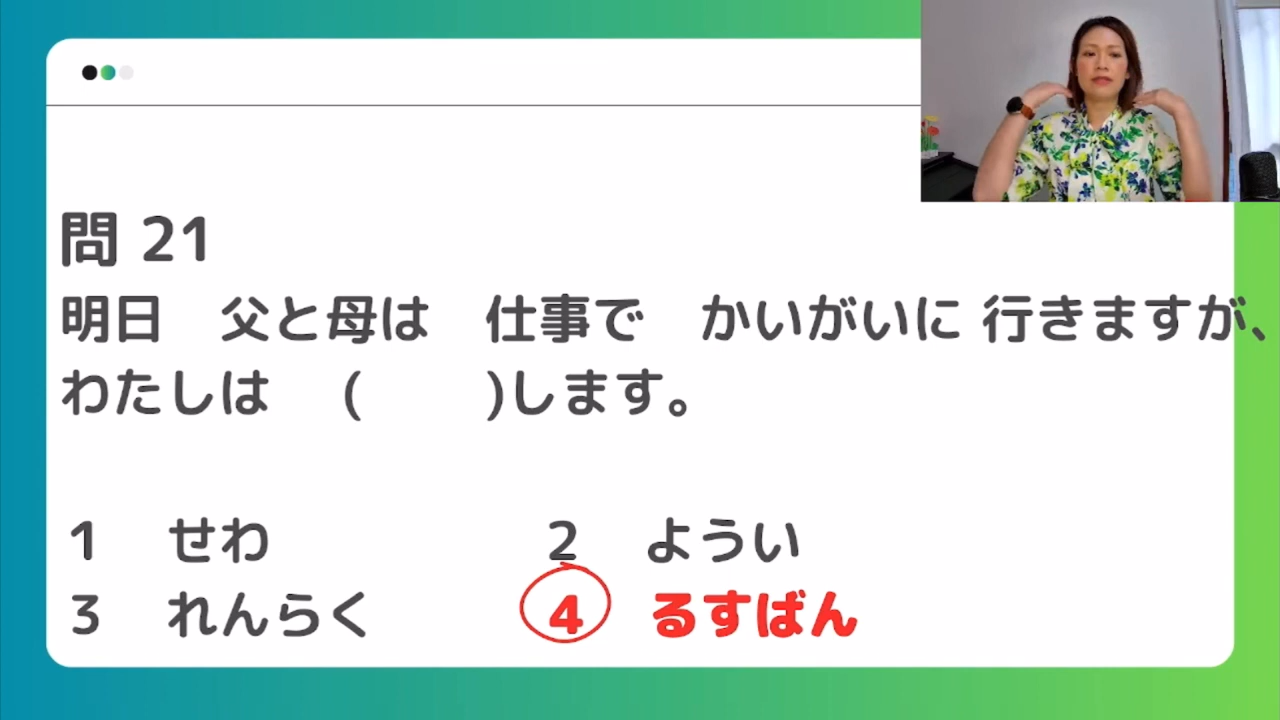 問 21
明日　父と母は　仕事で　かいがいに 行きますが、
わたしは　(　　)します。
1　せわ　2　ようい
3　れんらく　4　るすばん